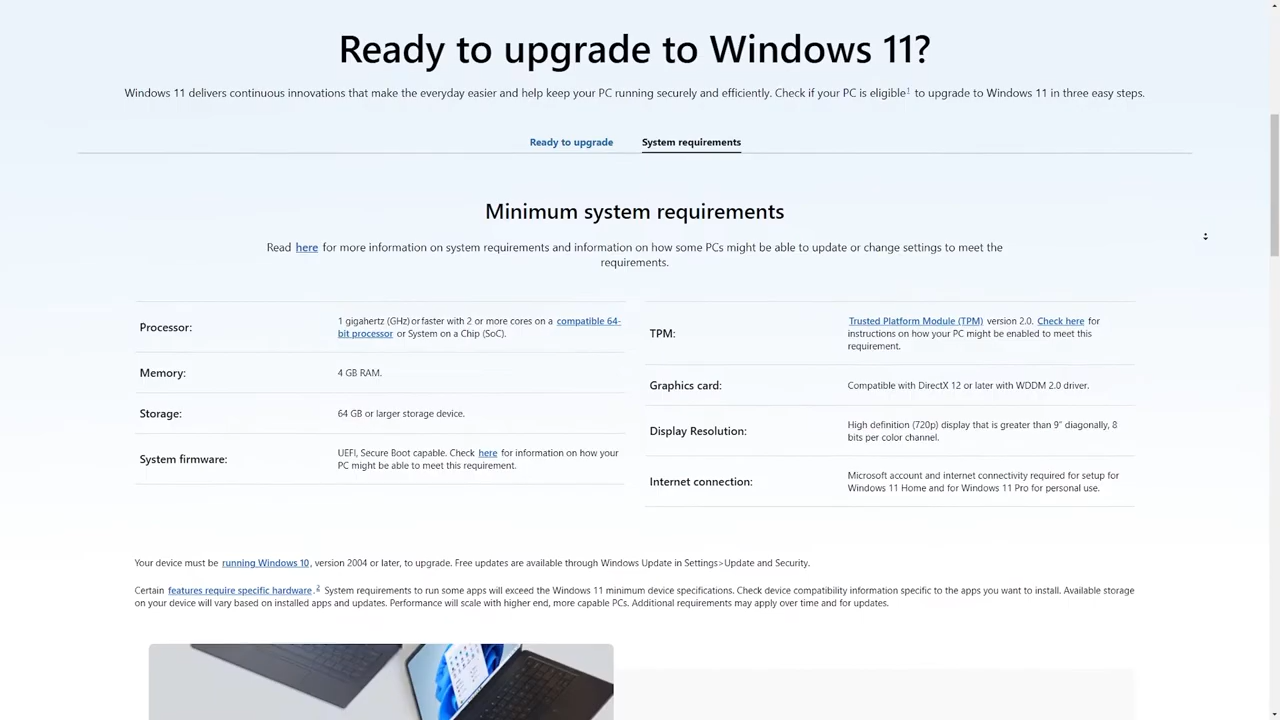 Ready to upgrade to Windows 11?
Windows 11 delivers continuous innovations that make the everyday easier and help keep your PC running securely and efficiently. Check if your PC is eligible¹ to upgrade to Windows 11 in three easy steps.
Ready to upgrade
System requirements
Minimum system requirements
Read here for more information on system requirements and information on how some PCs might be able to update or change settings to meet the
requirements.
Processor:
1 gigahertz (GHz) or faster with 2 or more cores on a compatible 64-
bit processor or System on a Chip (SoC).
Memory:
4 GB RAM.
Storage:
64 GB or larger storage device.
System firmware:
UEFI, Secure Boot capable. Check here for information on how your
PC might be able to meet this requirement.
TPM:
Trusted Platform Module (TPM) version 2.0. Check here for
instructions on how your PC might be enabled to meet this
requirement.
Graphics card:
Compatible with DirectX 12 or later with WDDM 2.0 driver.
Display Resolution:
High definition (720p) display that is greater than 9" diagonally, 8
bits per color channel.
Internet connection:
Microsoft account and internet connectivity required for setup for
Windows 11 Home and for Windows 11 Pro for personal use.
Your device must be running Windows 10, version 2004 or later, to upgrade. Free updates are available through Windows Update in Settings>Update and Security.
Certain features require specific hardware.² System requirements to run some apps will exceed the Windows 11 minimum device specifications. Check device compatibility information specific to the apps you want to install. Available storage
on your device will vary based on installed apps and updates. Performance will scale with higher end, more capable PCs. Additional requirements may apply over time and for updates.